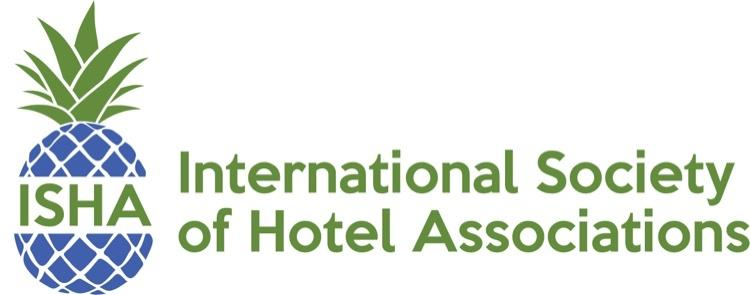 ISHA
International Society
of Hotel Associations